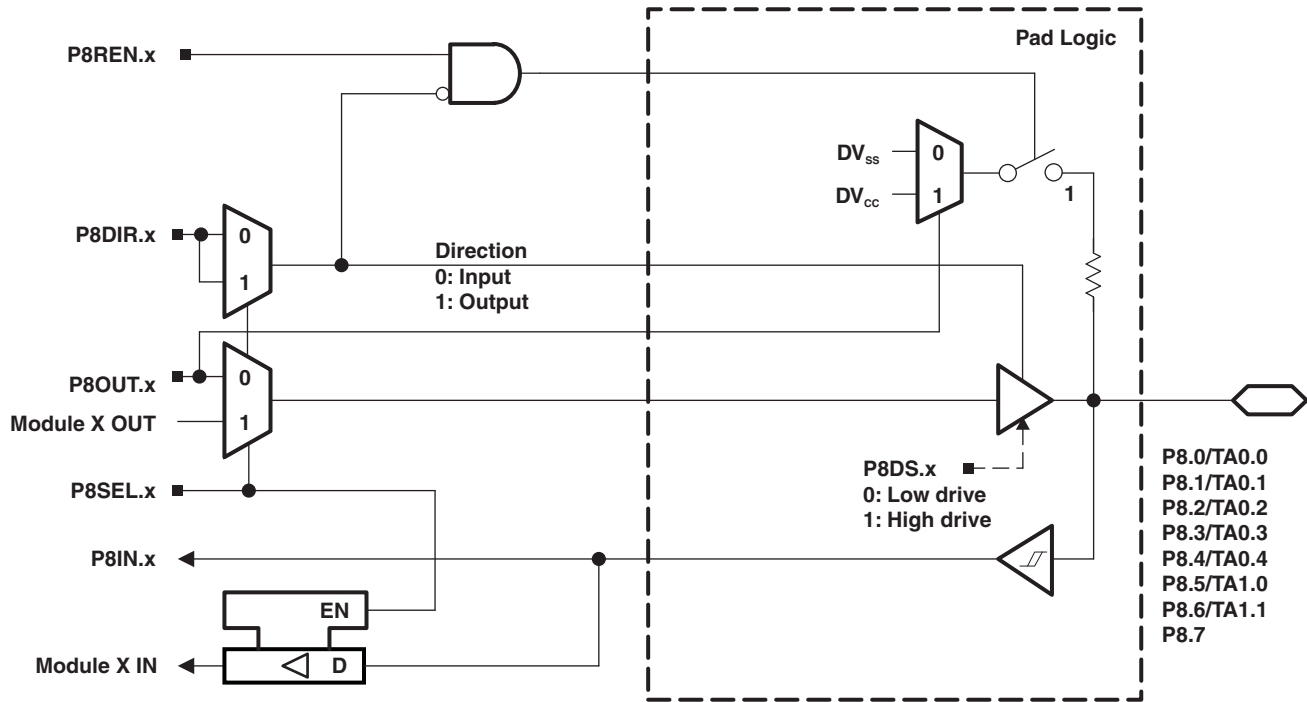 Pad Logic
P8REN.x
DVss
0
DVcc
1
1
P8DIR.x
0
1
Direction
0: Input
1: Output
P8OUT.x
0
Module X OUT
1
P8SEL.x
P8DS.x
0: Low drive
1: High drive
P8IN.x
EN
Module X IN
D
P8.0/TA0.0
P8.1/TA0.1
P8.2/TA0.2
P8.3/TA0.3
P8.4/TA0.4
P8.5/TA1.0
P8.6/TA1.1
P8.7